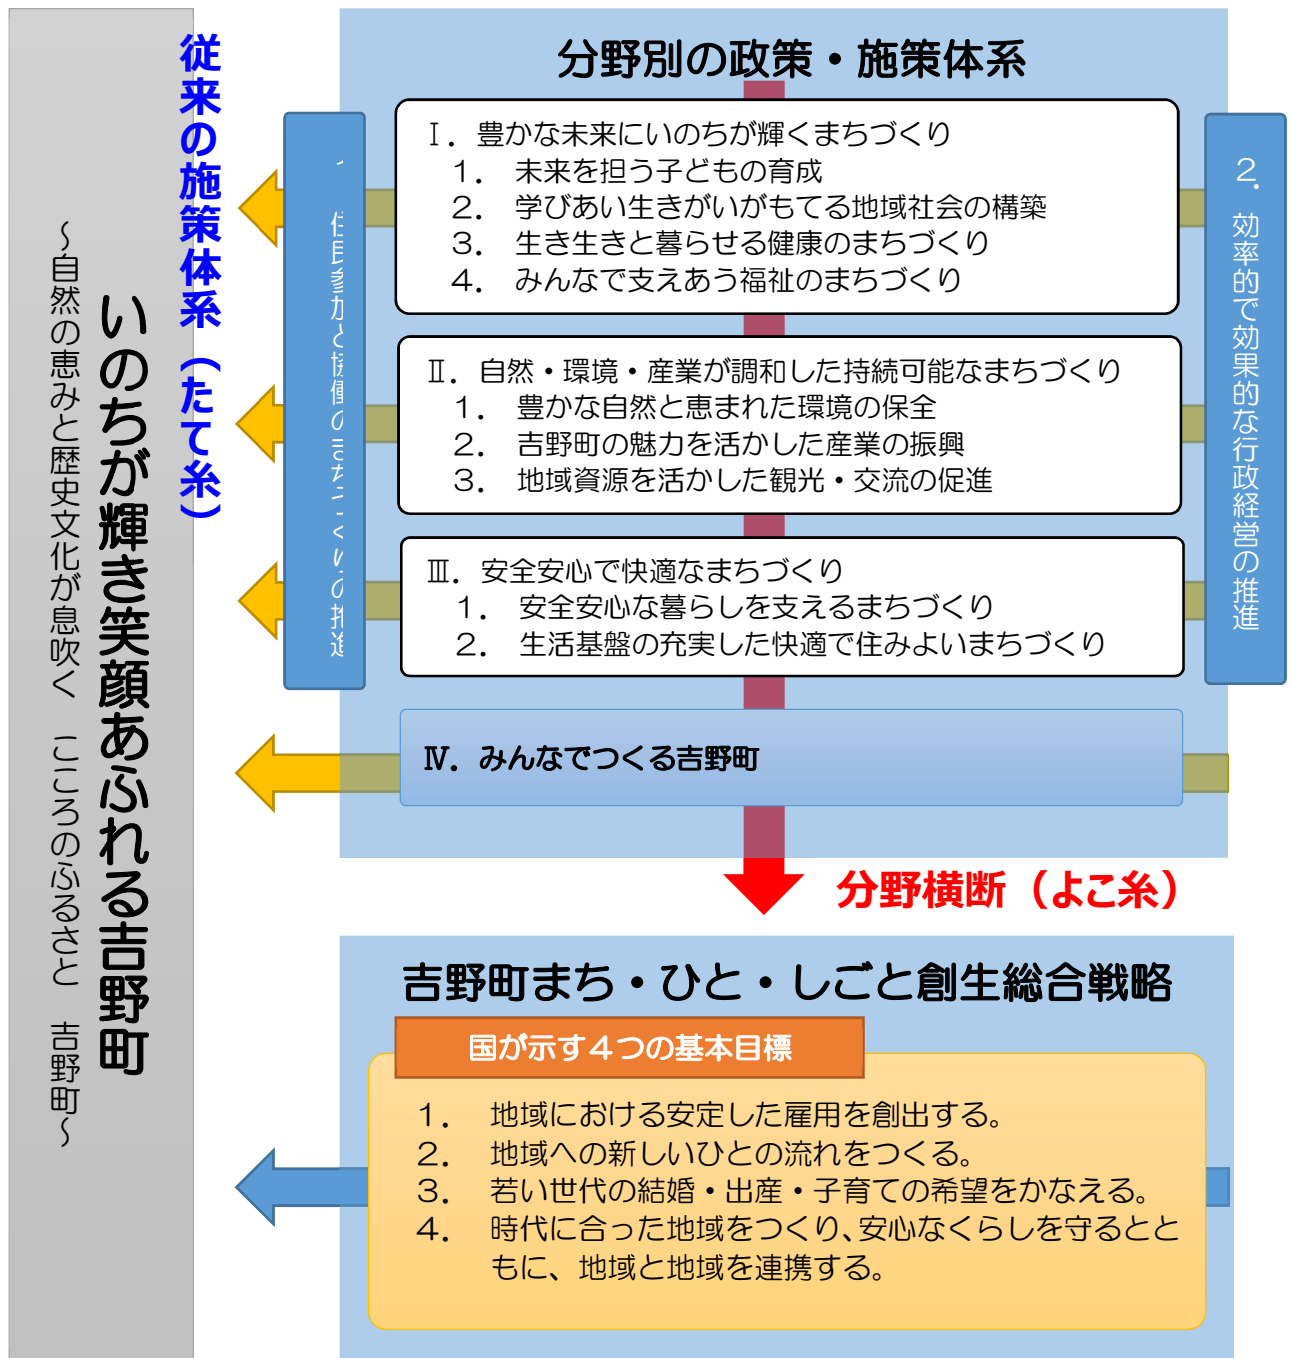 分野別の政策・施策体系
従来の施策体系（たて糸）
いのちが輝き笑顔あふれる吉野町
～自然の恵みと歴史文化が息吹く　こころのふるさと　吉野町～
住民参加と協働のまちづくりの推進
Ⅰ．豊かな未来にいのちが輝くまちづくり
１．　未来を担う子どもの育成
２．　学びあい生きがいがもてる地域社会の構築
３．　生き生きと暮らせる健康のまちづくり
４．　みんなで支えあう福祉のまちづくり
Ⅱ．自然・環境・産業が調和した持続可能なまちづくり
１．　豊かな自然と恵まれた環境の保全
２．　吉野町の魅力を活かした産業の振興
３．　地域資源を活かした観光・交流の促進
Ⅲ．安全安心で快適なまちづくり
１．　安全安心な暮らしを支えるまちづくり
２．　生活基盤の充実した快適で住みよいまちづくり
２．効率的で効果的な行政経営の推進
Ⅳ．みんなでつくる吉野町
分野横断（よこ糸）
吉野町まち・ひと・しごと創生総合戦略
国が示す４つの基本目標
１．　地域における安定した雇用を創出する。
２．　地域への新しいひとの流れをつくる。
３．　若い世代の結婚・出産・子育ての希望をかなえる。
４．　時代に合った地域をつくり、安心なくらしを守るとと
もに、地域と地域を連携する。